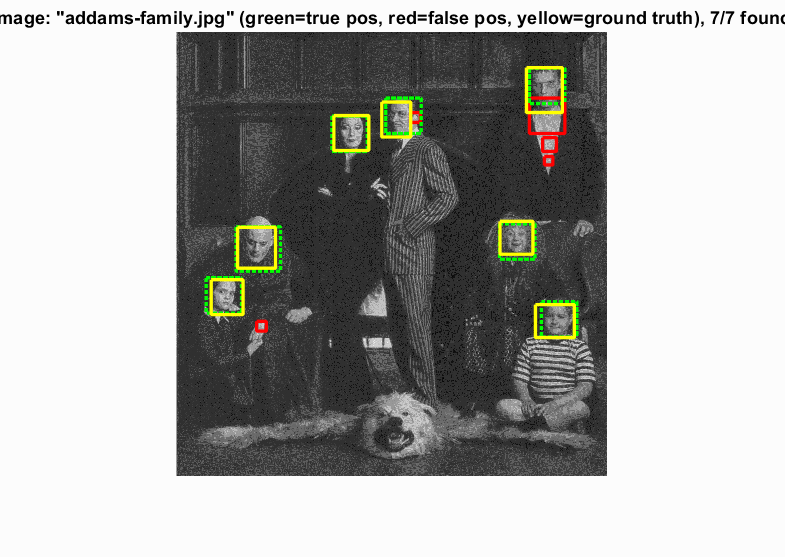 mage: "addams-family.jpg" (green=true pos, red=false pos, yellow=ground truth), 7/7 found